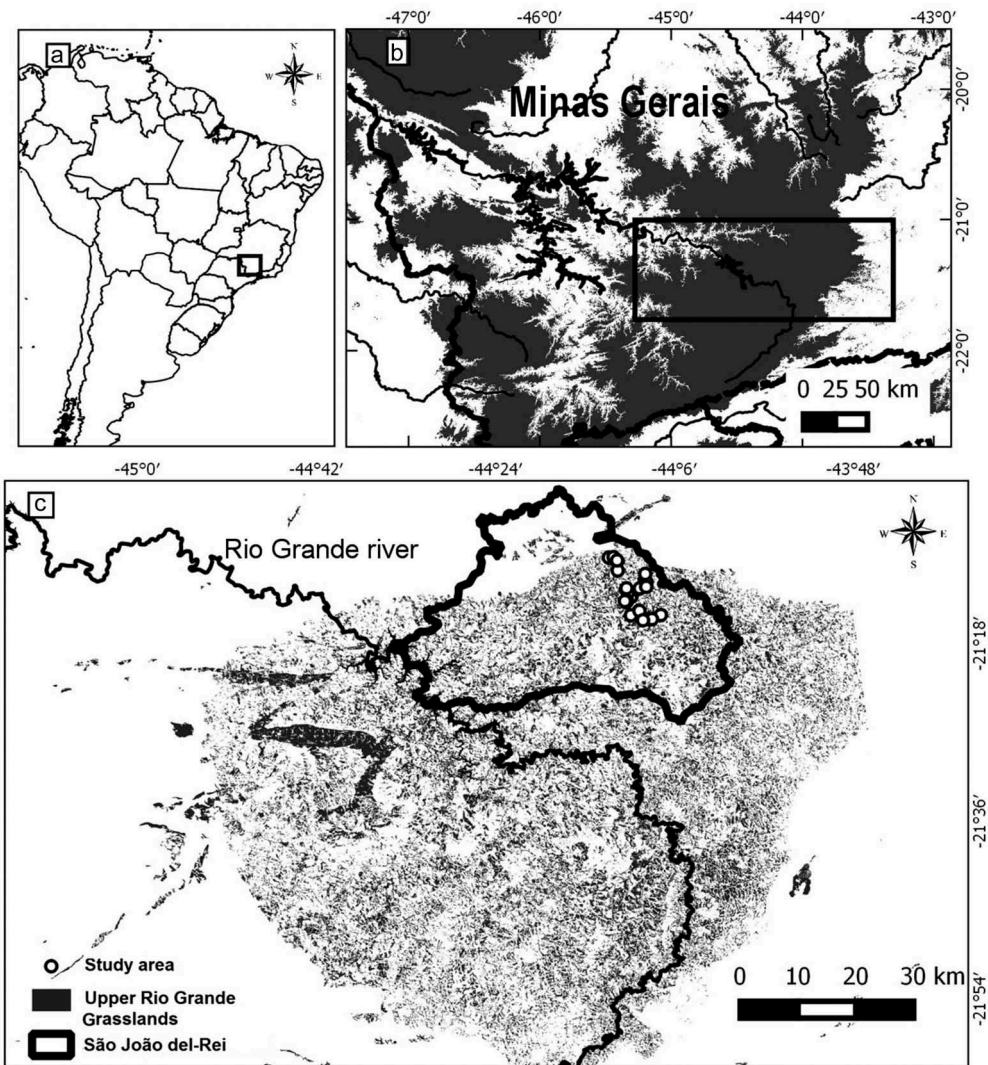 a
N
W E
S
-47°0′ -46°0′ -45°0′ -44°0′ -43°0′
b
Minas Gerais
-20°0′
-21°0′
-22°0′
0 25 50 km
-45°0′ -44°42′ -44°24′ -44°6′ -43°48′
c
N
W E
S
Rio Grande river
-21°18′
-21°36′
-21°54′
Study area
Upper Rio Grande
Grasslands
São João del-Rei
0 10 20 30 km